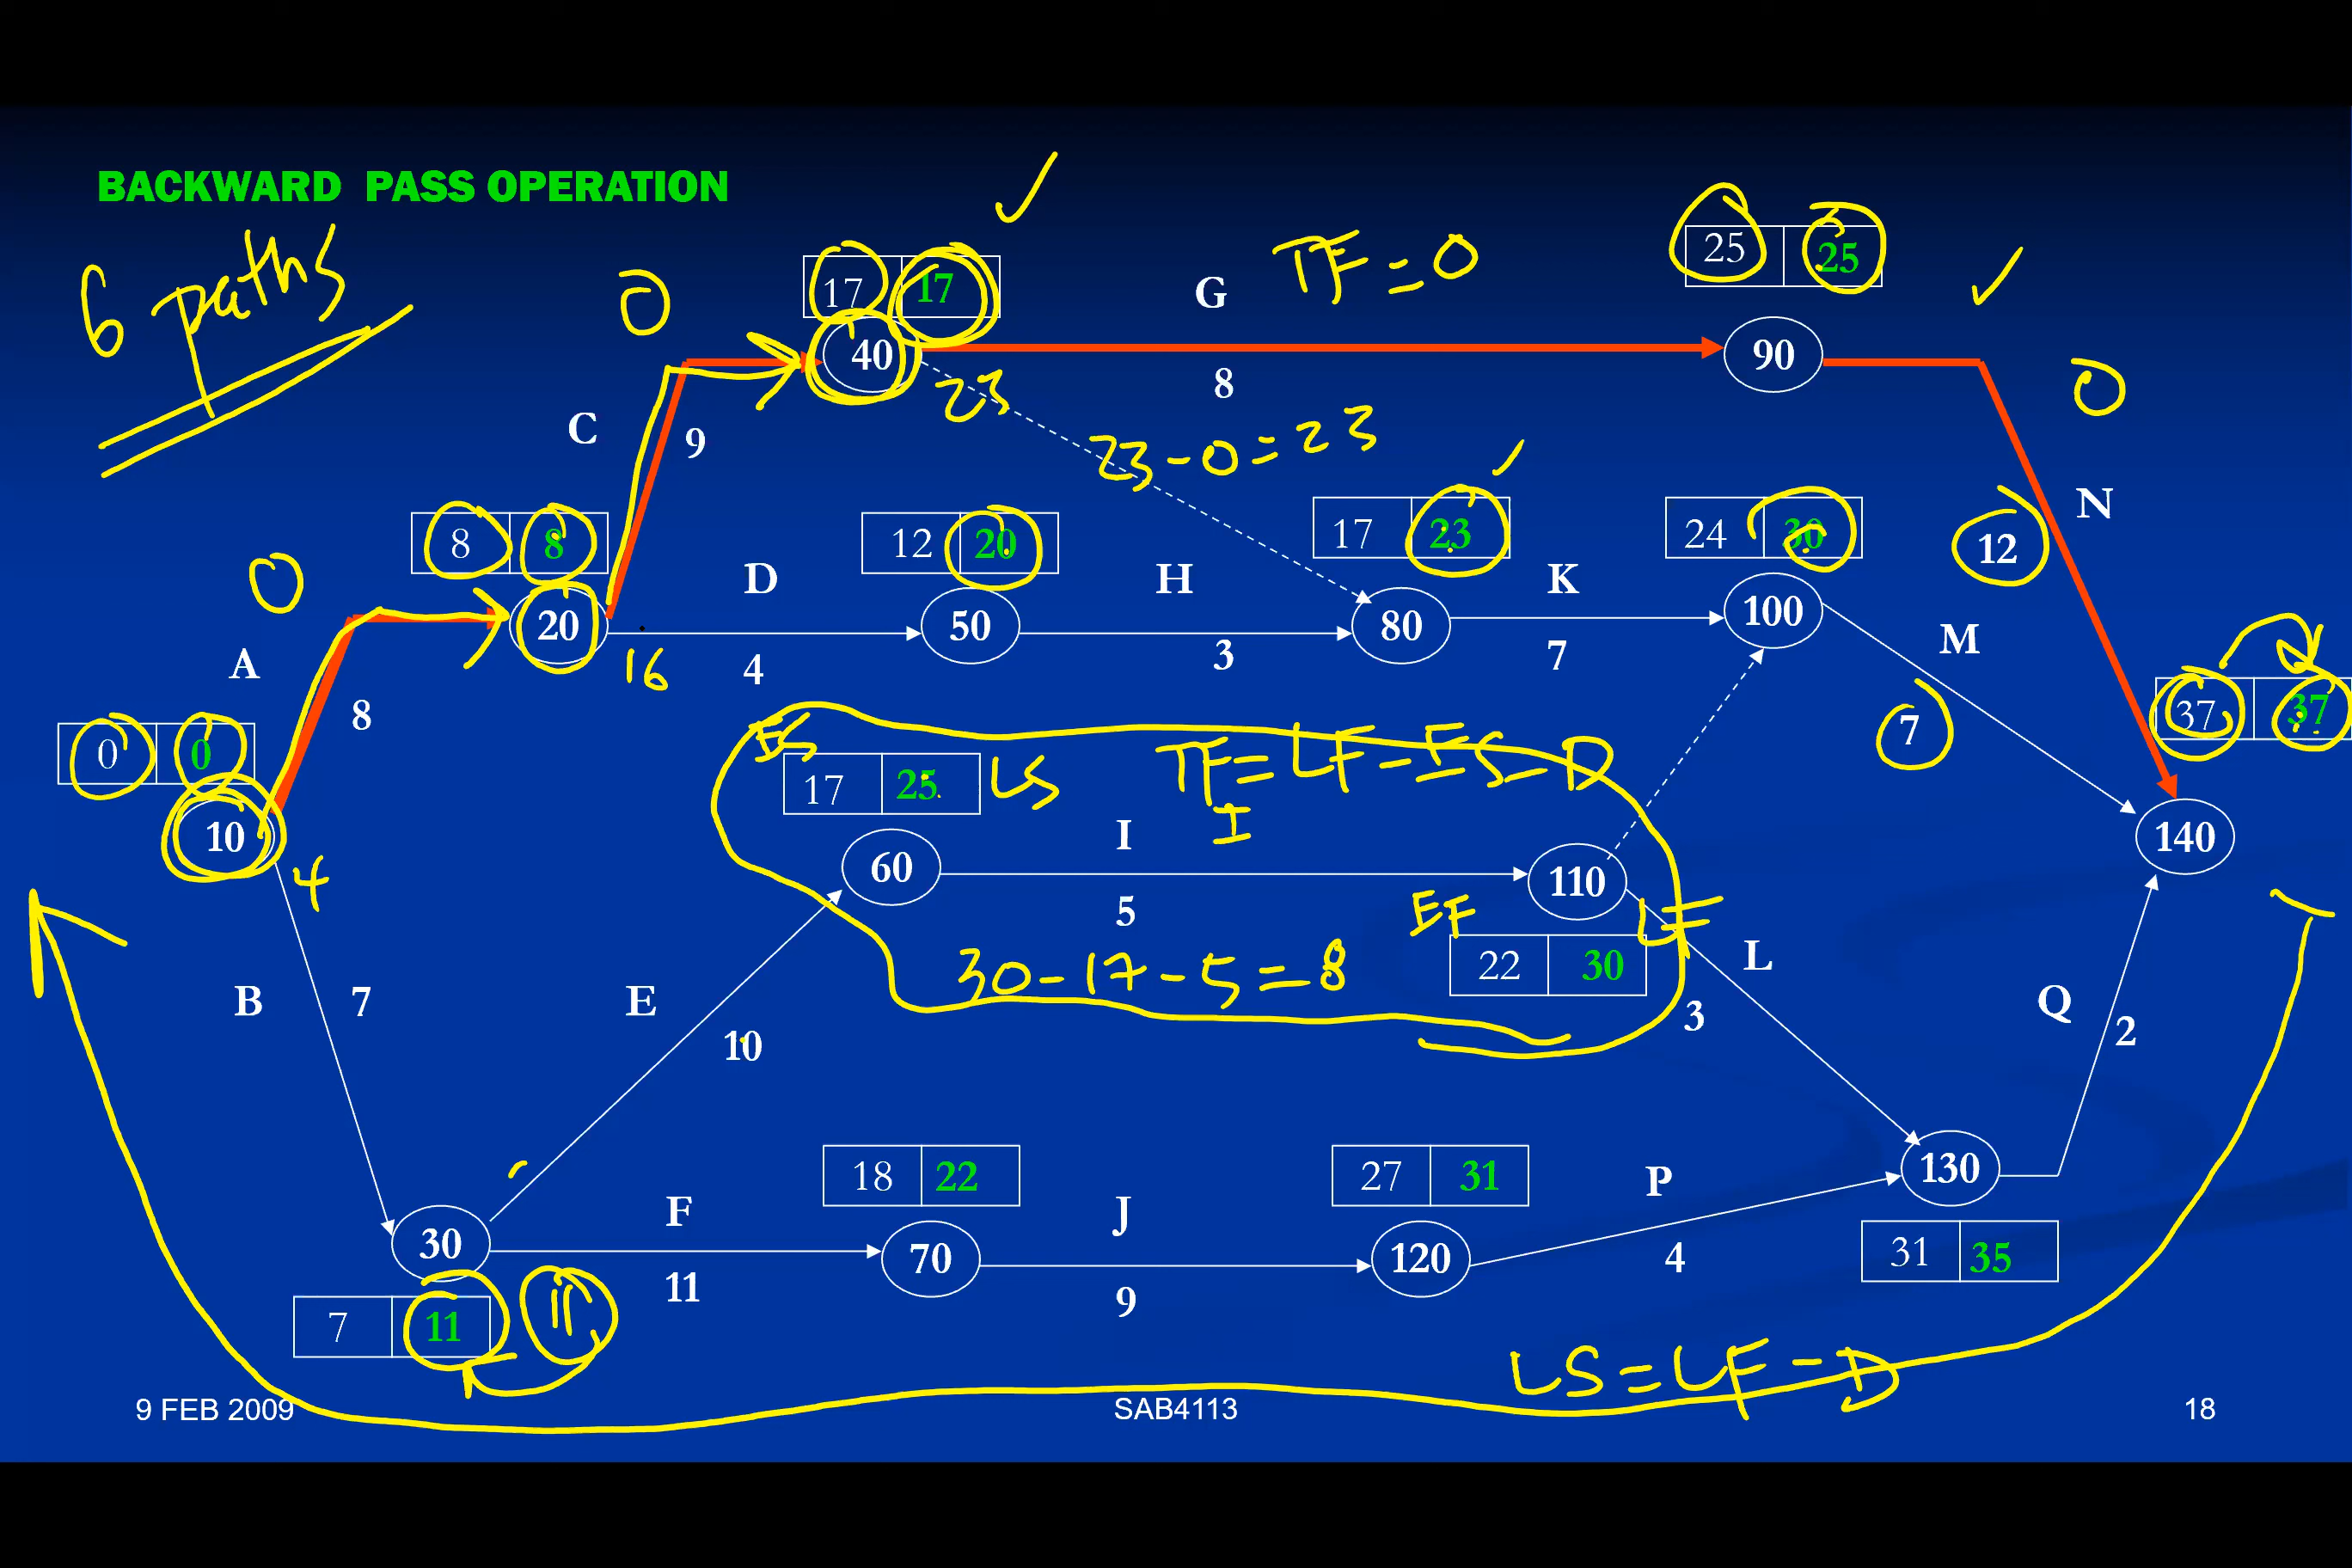 BACKWARD PASS OPERATION
6 paths
17 17
G
TF = 0
25 25
0
40
90
8
23
0
C
9
23 - 0 = 23
N
12
8 8
12 20
17 23
24 30
0
D
H
K
20
50
80
100
A
16
4
3
7
M
8
0 0
ES
17 25
LS
TF = LF - ES - D
I
7
37 37
10
I
140
4
60
110
5
EF
LF
B
7
E
30 - 17 - 5 = 8
22 30
L
Q
10
3
2
18 22
27 31
P
130
F
J
30
70
120
4
31 35
11
9
7 11
11
LS = LF - D
9 FEB 2009
SAB4113
18